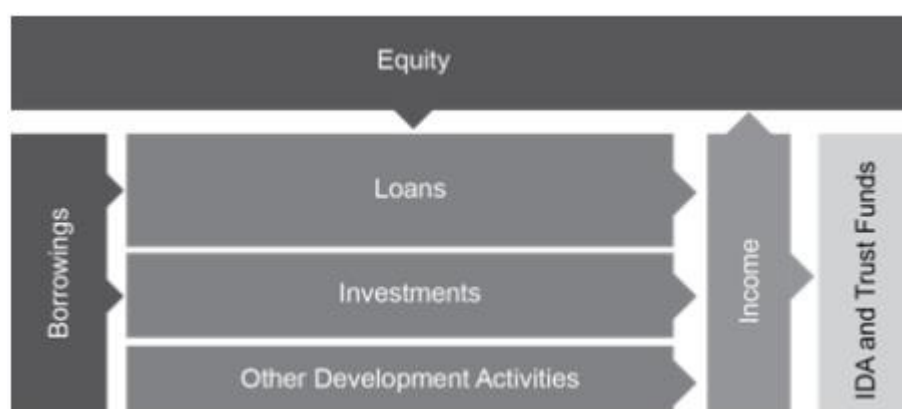 Equity
Borrowings
Loans
Investments
Other Development Activities
Income
IDA and Trust Funds